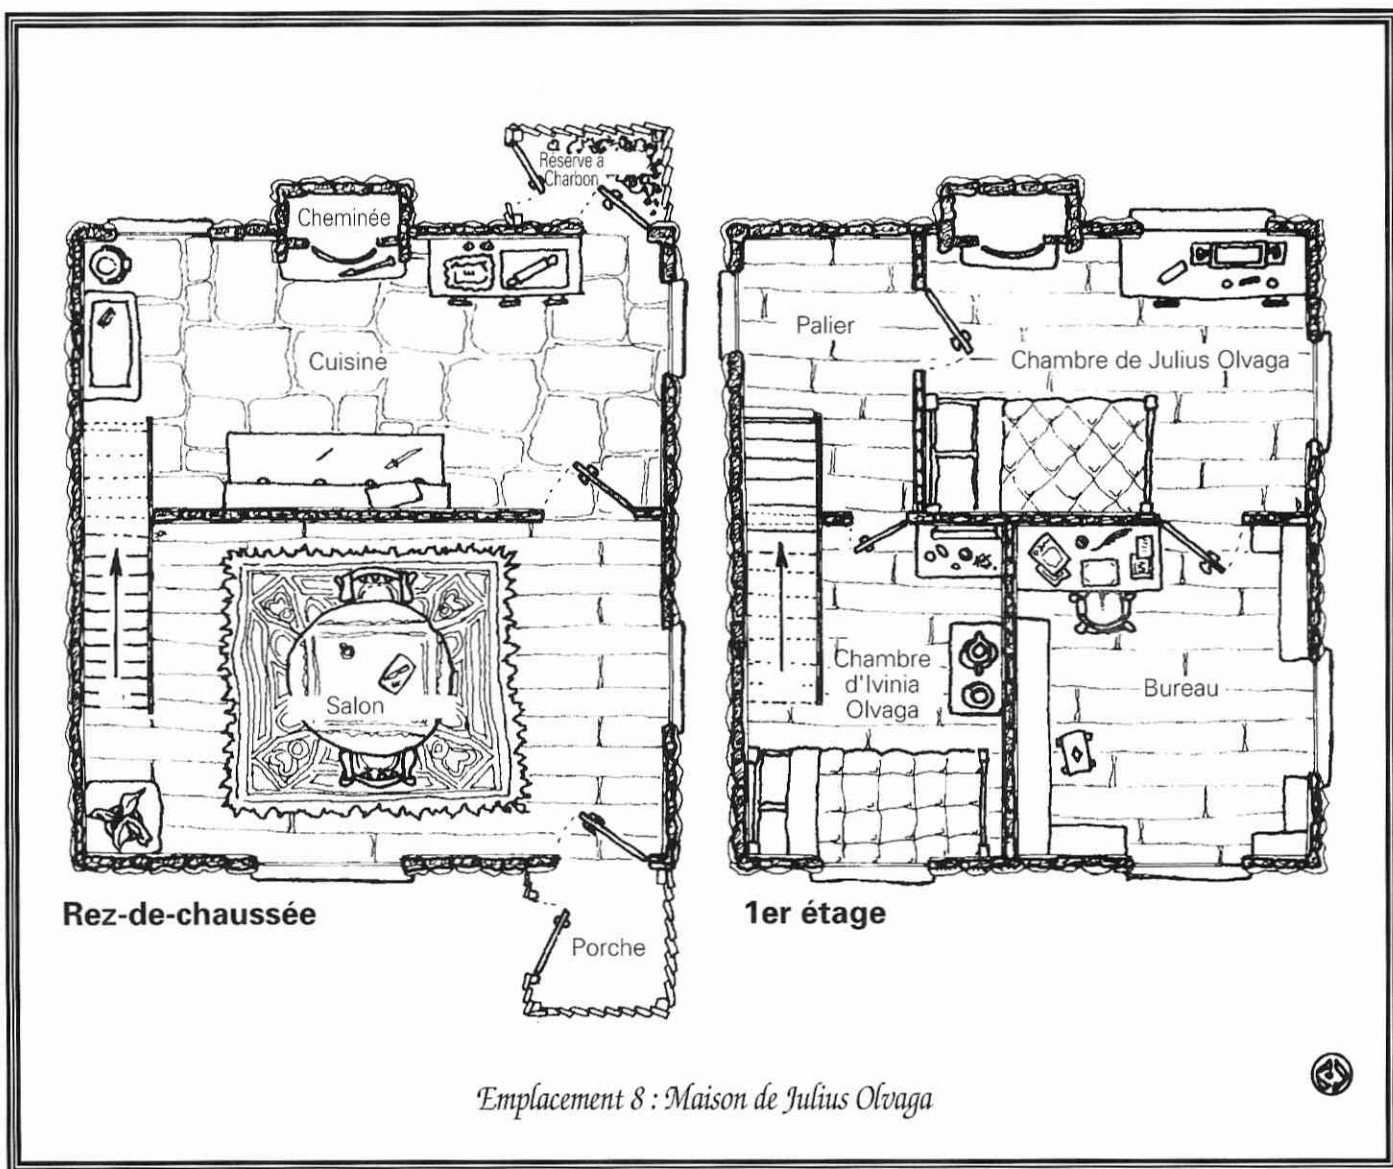 Réserve à
Charbon
Cheminée
Cuisine
Salon
Porche
Rez-de-chaussée
Palier
Chambre de Julius Olvaga
Chambre
d'Ivinia
Olvaga
Bureau
1er étage
Emplacement 8 : Maison de Julius Olvaga